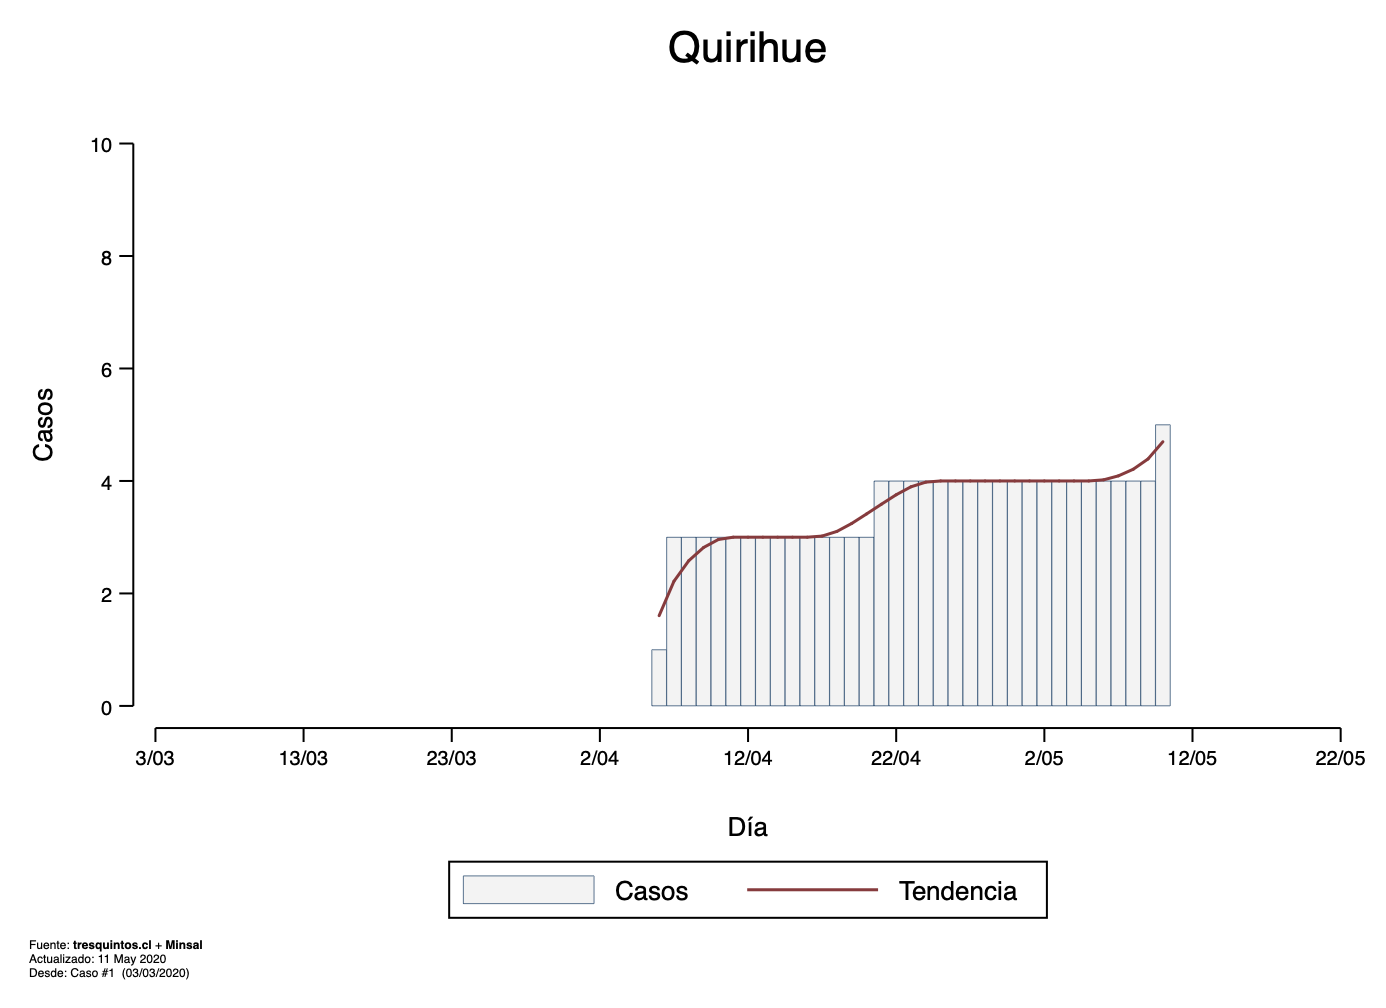 Quirihue
10
8
6
4
2
0
Casos
3/03 13/03 23/03 2/04 12/04 22/04 2/05 12/05 22/05
Día
Casos Tendencia
Fuente: tresquintos.cl + Minsal
Actualizado: 11 May 2020
Desde: Caso #1 (03/03/2020)